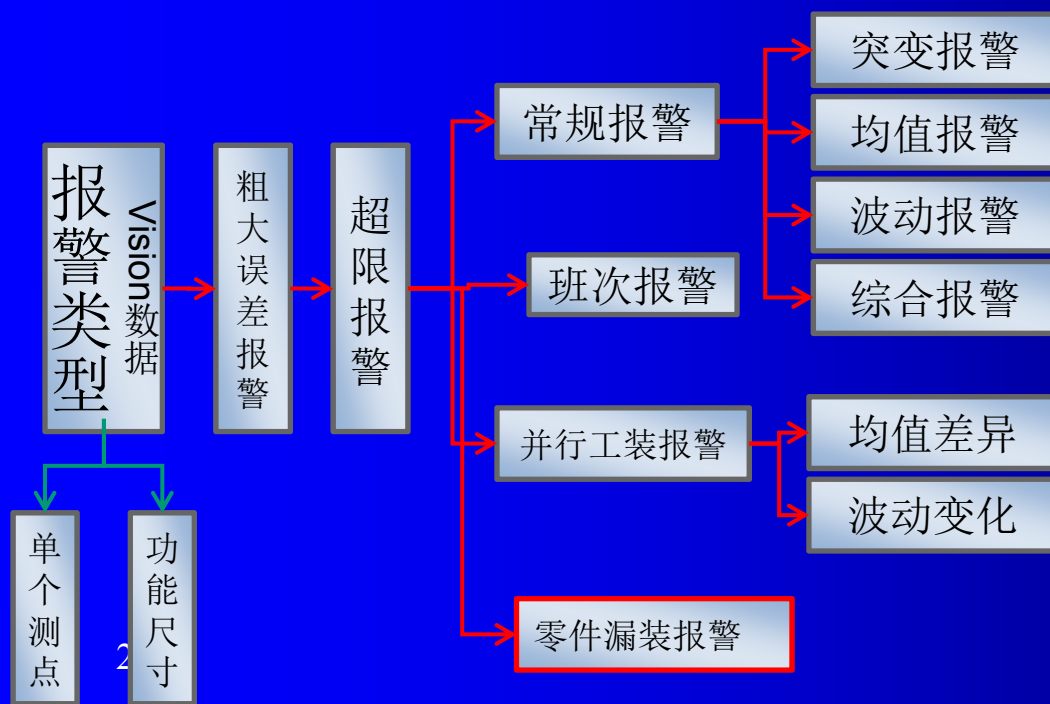 报警类型
Vision数据
粗大误差报警
超限报警
常规报警
突变报警
均值报警
波动报警
综合报警
班次报警
并行工装报警
均值差异
波动变化
零件漏装报警
单个测点
功能尺寸
2